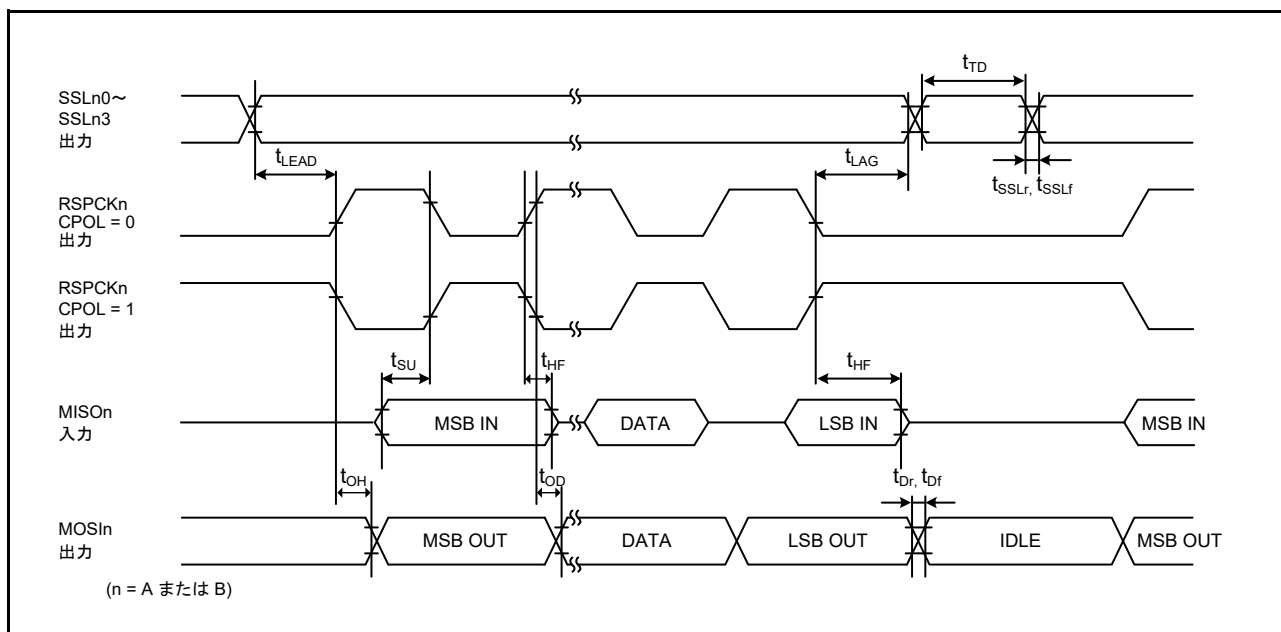 t_TD
SSLn0～
SSLn3
出力
t_LEAD
t_LAG
t_SSLr, t_SSLf
RSPCKn
CPOL = 0
出力
RSPCKn
CPOL = 1
出力
t_SU
t_HF
t_HF
MISOn
入力
MSB IN
DATA
LSB IN
MSB IN
t_OH
t_OD
t_Dr, t_Df
MOSIn
出力
MSB OUT
DATA
LSB OUT
IDLE
MSB OUT
(n = A または B)